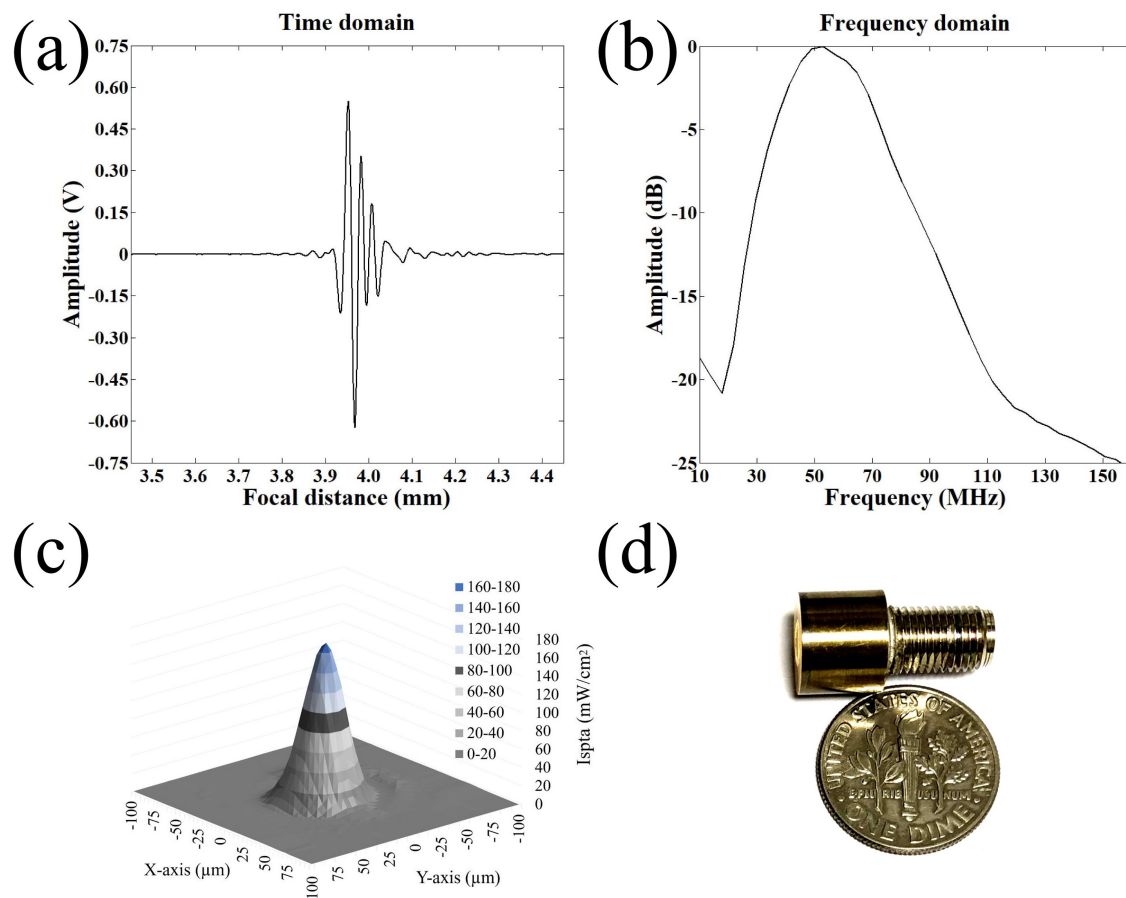 (a)
Time domain
0.75
0.60
0.45
0.30
0.15
0
-0.15
-0.30
-0.45
-0.60
-0.75
Amplitude (V)
3.5 3.6 3.7 3.8 3.9 4.0 4.1 4.2 4.3 4.4
Focal distance (mm)
(b)
Frequency domain
0
-5
-10
-15
-20
-25
Amplitude (dB)
10 30 50 70 90 110 130 150
Frequency (MHz)
(c)
160-180
140-160
120-140
100-120
80-100
60-80
40-60
20-40
0-20
180
160
140
120
100
80
60
40
20
0
Ispta (mW/cm²)
-100 -75 -50 -25 0 25 50 75 100
X-axis (µm)
75 50 25 0 -25 -50 -75 -100
Y-axis (µm)
(d)
UNITED STATES OF AMERICA
E PLURIBUS UNUM
ONE DIME